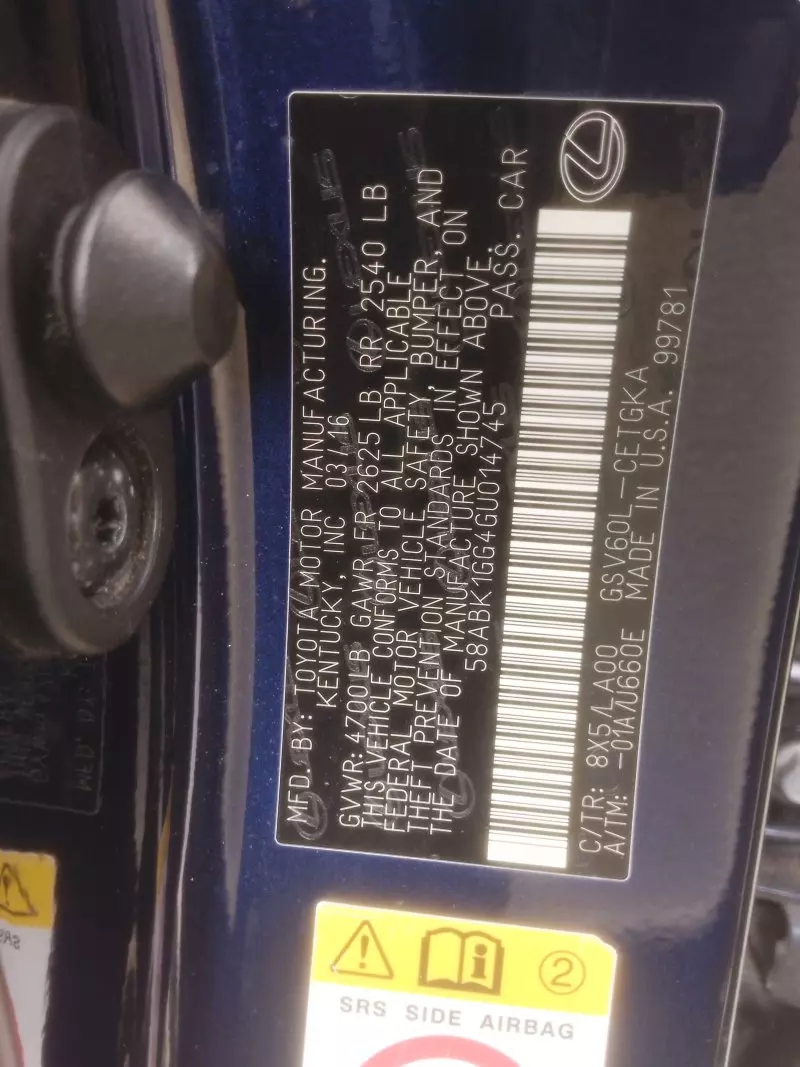 MFD. BY: TOYOTA MOTOR MANUFACTURING.
KENTUCKY, INC 03/16
GVWR: 4700LB GAWR FR 2625 LB RR 2540 LB
THIS VEHICLE CONFORMS TO ALL APPLICABLE
FEDERAL MOTOR VEHICLE SAFETY, BUMPER, AND
THEFT PREVENTION STANDARDS IN EFFECT ON
THE DATE OF MANUFACTURE SHOWN ABOVE.
58ABK1GG4GU014745 PASS. CAR
C/TR: 8X5/LA00 GSV60L-CETGKA
A/TM: -01A/U660E MADE IN U.S.A. 99781
2
SRS SIDE AIRBAG